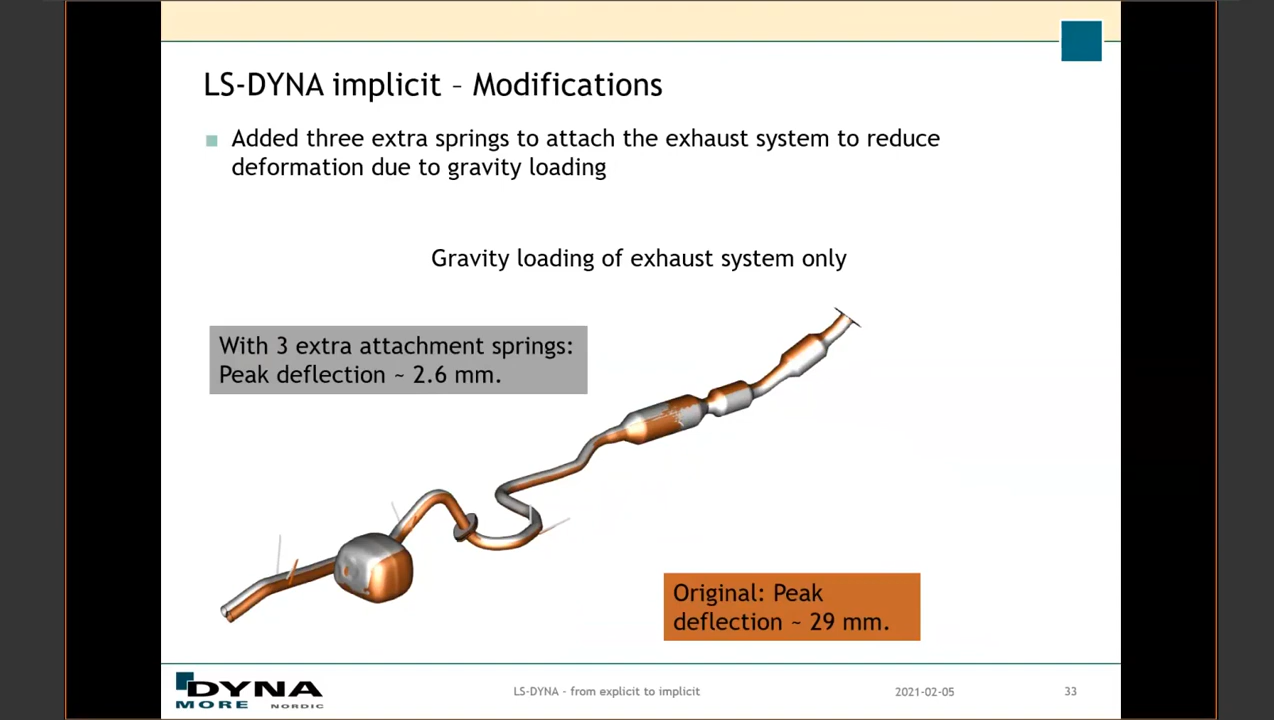 LS-DYNA implicit – Modifications
Added three extra springs to attach the exhaust system to reduce
deformation due to gravity loading
Gravity loading of exhaust system only
With 3 extra attachment springs:
Peak deflection ~ 2.6 mm.
Original: Peak
deflection ~ 29 mm.
DYNA
MORE NORDIC
LS-DYNA - from explicit to implicit
2021-02-05
33